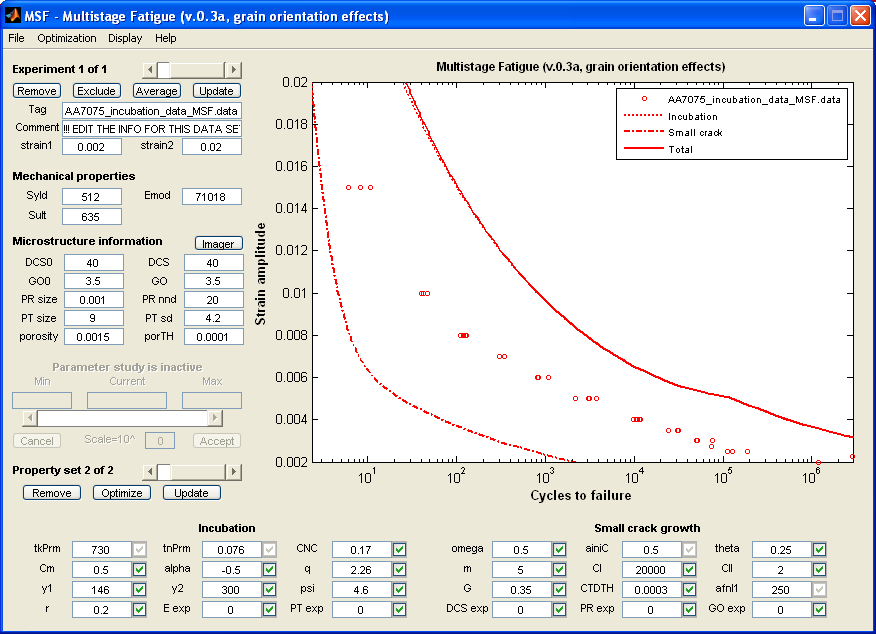 MSF - Multistage Fatigue (v.0.3a, grain orientation effects)
File Optimization Display Help
Experiment 1 of 1
Remove Exclude Average Update
Tag AA7075_incubation_data_MSF.data
Comment !!! EDIT THE INFO FOR THIS DATA SET
strain1 0.002 strain2 0.02
Mechanical properties
Syld 512 Emod 71018
Sult 635
Microstructure information Imager
DCS0 40 DCS 40
GO0 3.5 GO 3.5
PR size 0.001 PR nnd 20
PT size 9 PT sd 4.2
porosity 0.0015 porTH 0.0001
Parameter study is inactive
Min Current Max
Cancel Scale=10^ 0 Accept
Property set 2 of 2
Remove Optimize Update
Multistage Fatigue (v.0.3a, grain orientation effects)
0.02
0.018
0.016
0.014
0.012
0.01
0.008
0.006
0.004
0.002
Strain amplitude
AA7075_incubation_data_MSF.data
Incubation
Small crack
Total
10^1 10^2 10^3 10^4 10^5 10^6
Cycles to failure
Incubation
tkPrm 730 tnPrm 0.076 CNC 0.17
Cm 0.5 alpha -0.5 q 2.26
y1 146 y2 300 psi 4.6
r 0.2 E exp 0 PT exp 0
Small crack growth
omega 0.5 ainiC 0.5 theta 0.25
m 5 CI 20000 CII 2
G 0.35 CTDTH 0.0003 afnl1 250
DCS exp 0 PR exp 0 GO exp 0